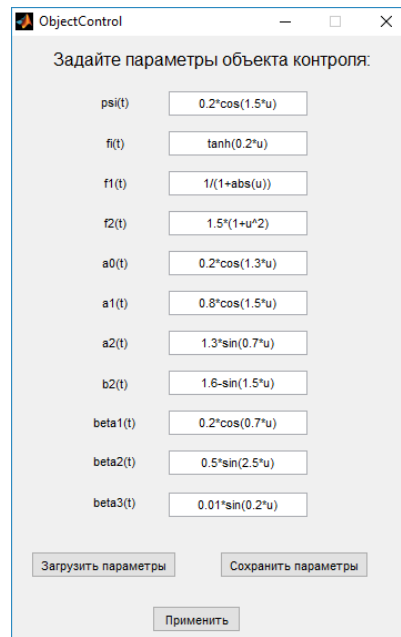 ObjectControl
Задайте параметры объекта контроля:
psi(t) 0.2*cos(1.5*u)
fi(t) tanh(0.2*u)
f1(t) 1/(1+abs(u))
f2(t) 1.5*(1+u^2)
a0(t) 0.2*cos(1.3*u)
a1(t) 0.8*cos(1.5*u)
a2(t) 1.3*sin(0.7*u)
b2(t) 1.6-sin(1.5*u)
beta1(t) 0.2*cos(0.7*u)
beta2(t) 0.5*sin(2.5*u)
beta3(t) 0.01*sin(0.2*u)
Загрузить параметры Сохранить параметры
Применить